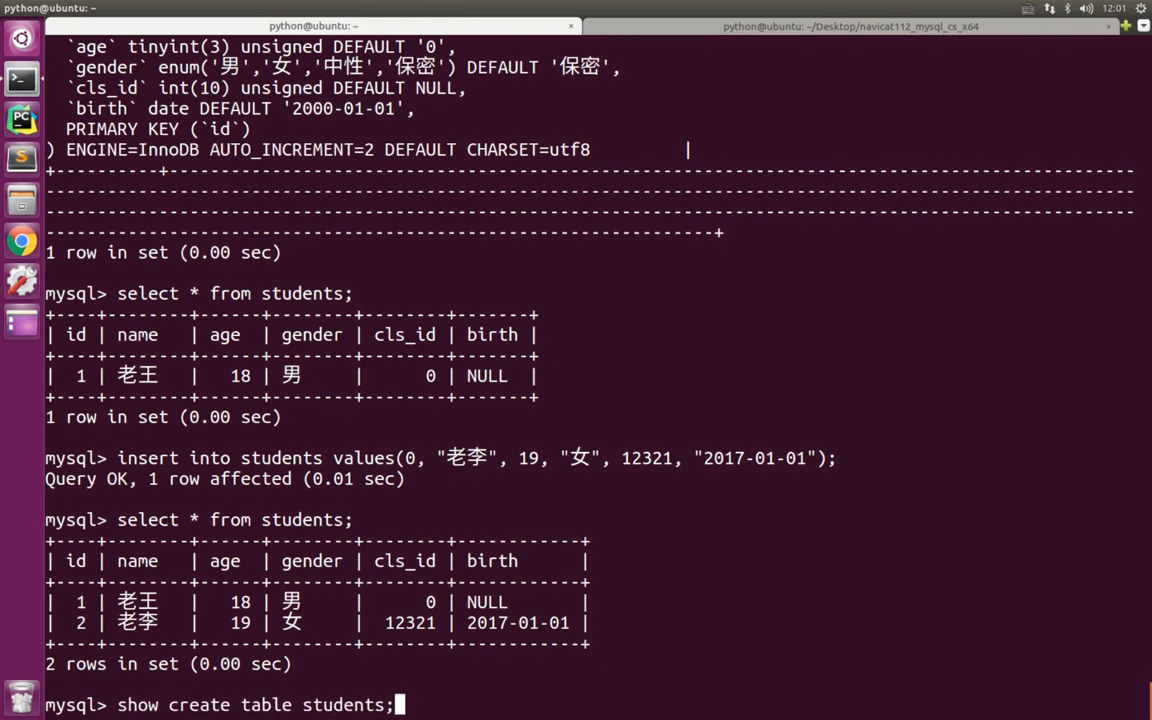 python@ubuntu: ~
12:01
python@ubuntu: ~ ×
python@ubuntu: ~/Desktop/navicat112_mysql_cs_x64 ×
`age` tinyint(3) unsigned DEFAULT '0',
`gender` enum('男','女','中性','保密') DEFAULT '保密',
`cls_id` int(10) unsigned DEFAULT NULL,
`birth` date DEFAULT '2000-01-01',
PRIMARY KEY (`id`)
) ENGINE=InnoDB AUTO_INCREMENT=2 DEFAULT CHARSET=utf8 |
+----------+----------------------------------------------------------------------------------------------
----------------------------------------------------------------------------------------------------------
----------------------------------------------------------------------------------------------------------
-----------------------------------------------------------------+
1 row in set (0.00 sec)
mysql> select * from students;
+----+--------+------+--------+--------+-------+
| id | name | age | gender | cls_id | birth |
+----+--------+------+--------+--------+-------+
| 1 | 老王 | 18 | 男 | 0 | NULL |
+----+--------+------+--------+--------+-------+
1 row in set (0.00 sec)
mysql> insert into students values(0, "老李", 19, "女", 12321, "2017-01-01");
Query OK, 1 row affected (0.01 sec)
mysql> select * from students;
+----+--------+------+--------+--------+------------+
| id | name | age | gender | cls_id | birth |
+----+--------+------+--------+--------+------------+
| 1 | 老王 | 18 | 男 | 0 | NULL |
| 2 | 老李 | 19 | 女 | 12321 | 2017-01-01 |
+----+--------+------+--------+--------+------------+
2 rows in set (0.00 sec)
mysql> show create table students;